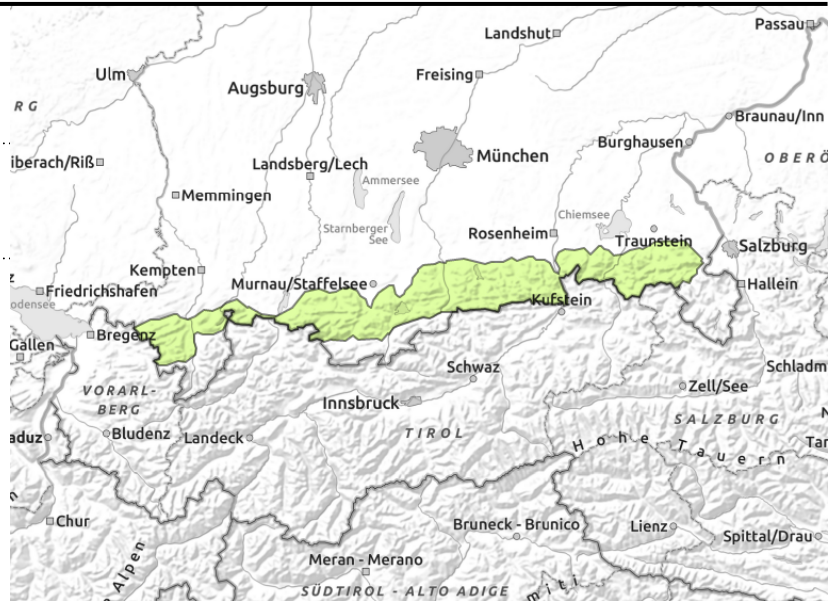 Passau
Landshut
Ulm
Augsburg
Freising
RG
Braunau/Inn
Burghausen
iberach/Riß
Landsberg/Lech
München
OBERÖ
Ammersee
Memmingen
Starnberger
See
Chiemsee
Rosenheim
Traunstein
Salzburg
Kempten
Murnau/Staffelsee
Hallein
Friedrichshafen
odensee
Kufstein
Bregenz
Gallen
Schwaz
Schladm
VORARL-
BERG
Innsbruck
Zell/See
SALZBURG
TIROL
aduz
Bludenz
Landeck
Hohe Tauern
Tar
Chur
Bruneck - Brunico
Lienz
Spittal/Drau
Alpen
Meran - Merano
SÜDTIROL - ALTO ADIGE
miti